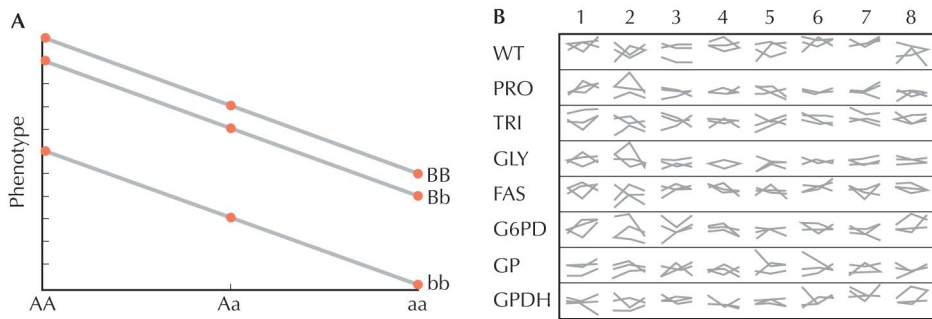 A
Phenotype
BB
Bb
bb
AA Aa aa
B 1 2 3 4 5 6 7 8
WT
PRO
TRI
GLY
FAS
G6PD
GP
GPDH